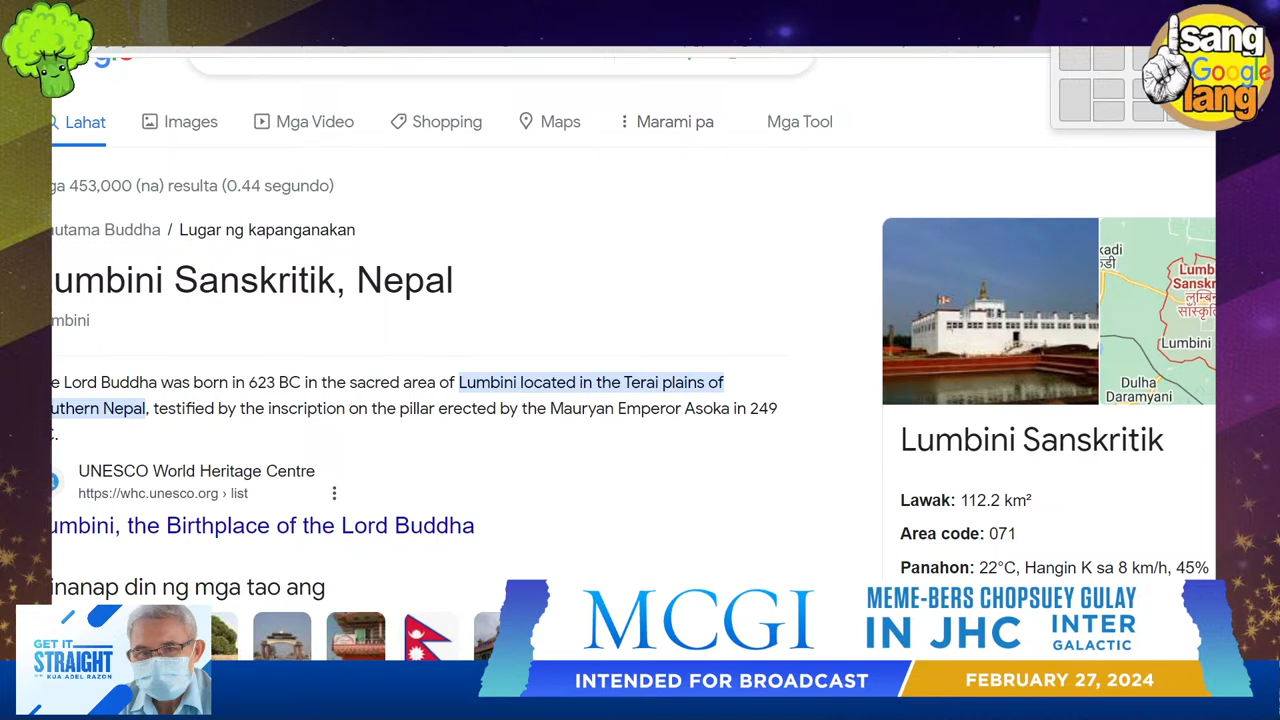 Isang
Google
lang
Lahat
Images
Mga Video
Shopping
Maps
Marami pa
Mga Tool
ga 453,000 (na) resulta (0.44 segundo)
utama Buddha / Lugar ng kapanganakan
umbini Sanskritik, Nepal
mbini
e Lord Buddha was born in 623 BC in the sacred area of Lumbini located in the Terai plains of
uthern Nepal, testified by the inscription on the pillar erected by the Mauryan Emperor Asoka in 249
C.
UNESCO World Heritage Centre
https://whc.unesco.org › list
umbini, the Birthplace of the Lord Buddha
inanap din ng mga tao ang
kadi
Lumb
Sanskr
Lumbini
Dulha
Daramyani
Lumbini Sanskritik
Lawak: 112.2 km²
Area code: 071
Panahon: 22°C, Hangin K sa 8 km/h, 45%
GET IT
STRAIGHT
KUA ADEL RAZON
MCGI
MEME-BERS CHOPSUEY GULAY
IN JHC INTER
GALACTIC
INTENDED FOR BROADCAST
FEBRUARY 27, 2024